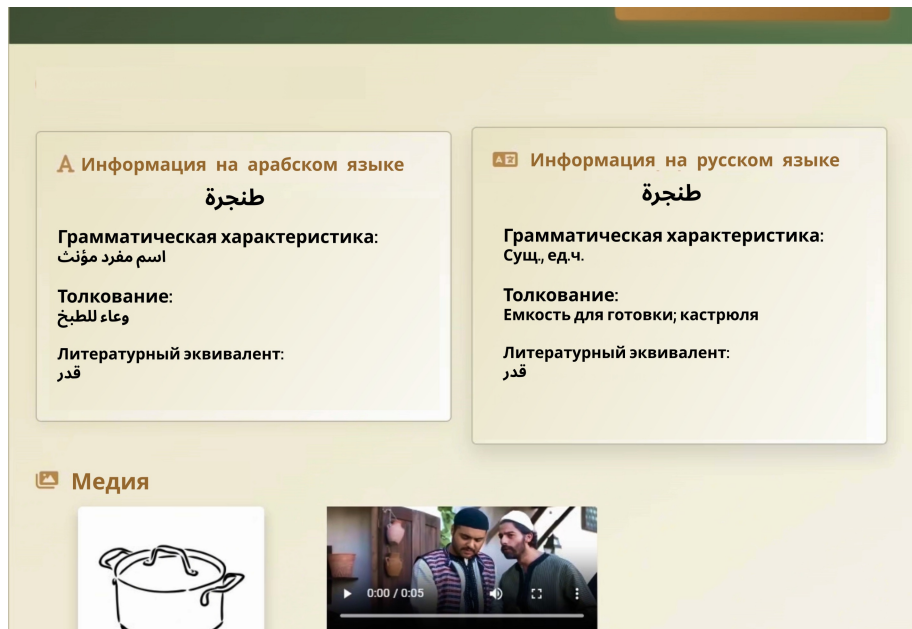 Информация на арабском языке
طنجرة
Грамматическая характеристика:
اسم مفرد مؤنث
Толкование:
وعاء للطبخ
Литературный эквивалент:
قدر
Информация на русском языке
طنجرة
Грамматическая характеристика:
Сущ., ед.ч.
Толкование:
Емкость для готовки; кастрюля
Литературный эквивалент:
قدر
Медия
0:00 / 0:05